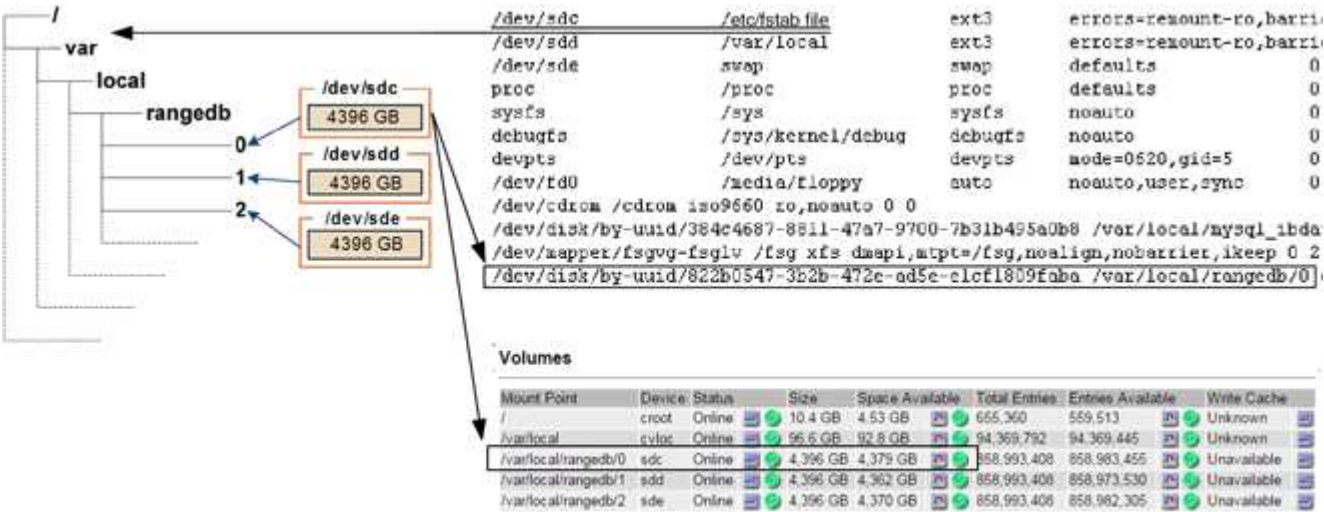 /
var
local
rangedb
0
1
2
/dev/sdc
4396 GB
/dev/sdd
4396 GB
/dev/sde
4396 GB
/dev/sdc /etc/fstab file ext3 errors=remount-ro,barri
/dev/sdd /var/local ext3 errors=remount-ro,barri
/dev/sde swap swap defaults 0
proc /proc proc defaults 0
sysfs /sys sysfs noauto 0
debugfs /sys/kernel/debug debugfs noauto 0
devpts /dev/pts devpts mode=0620,gid=5 0
/dev/fd0 /media/floppy auto noauto,user,sync 0
/dev/cdrom /cdrom iso9660 ro,noauto 0 0
/dev/disk/by-uuid/384c4687-8811-47a7-9700-7b31b495a0b8 /var/local/mysql_ibda
/dev/mapper/fsgvg-fsglv /fsg xfs dmapi,mtpt=/fsg,noalign,nobarrier,ikeep 0 2
/dev/disk/by-uuid/822b0547-3b2b-472e-ad5e-e1cf1809faba /var/local/rangedb/0
Volumes
Mount Point Device Status Size Space Available Total Entries Entries Available Write Cache
/ croot Online 10.4 GB 4.53 GB 655,360 559,513 Unknown
/var/local cvloc Online 96.6 GB 92.8 GB 94,369,792 94,369,445 Unknown
/var/local/rangedb/0 sdc Online 4,396 GB 4,379 GB 858,993,408 858,983,455 Unavailable
/var/local/rangedb/1 sdd Online 4,396 GB 4,362 GB 858,993,408 858,973,530 Unavailable
/var/local/rangedb/2 sde Online 4,396 GB 4,370 GB 858,993,408 858,982,305 Unavailable